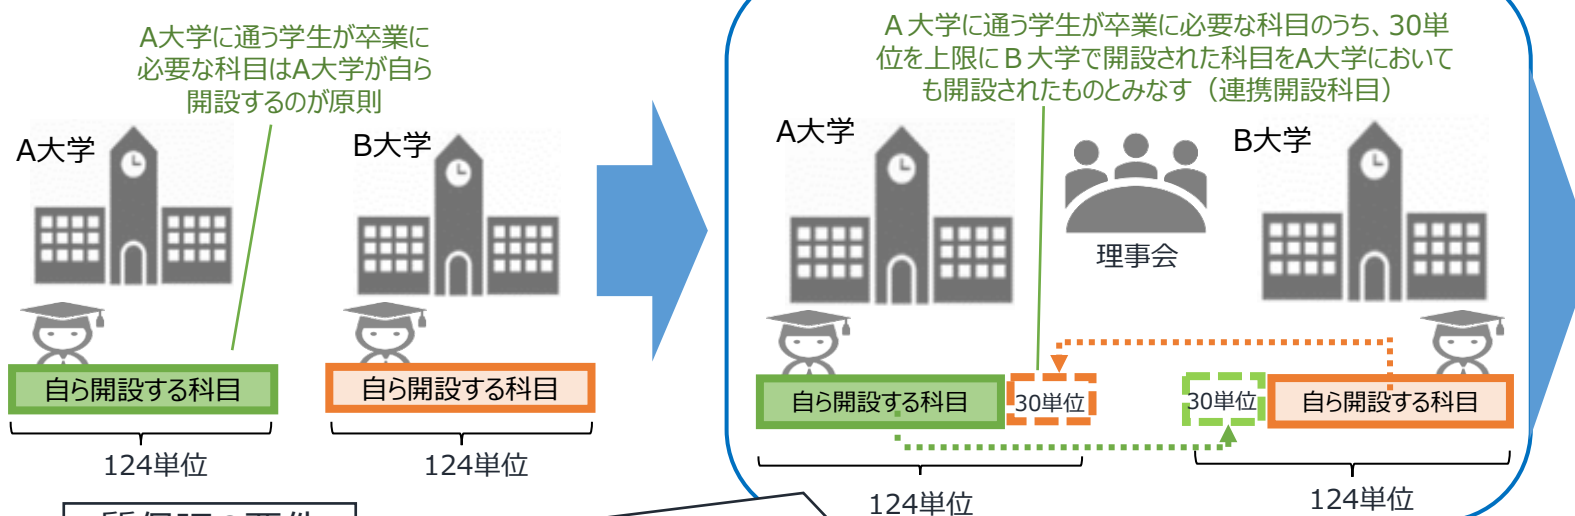 A大学に通う学生が卒業に
必要な科目はA大学が自ら
開設するのが原則
A大学
B大学
自ら開設する科目
自ら開設する科目
124単位
124単位
A大学に通う学生が卒業に必要な科目のうち、30単
位を上限にB大学で開設された科目をA大学において
も開設されたものとみなす（連携開設科目）
A大学
B大学
理事会
自ら開設する科目
30単位
30単位
自ら開設する科目
124単位
124単位